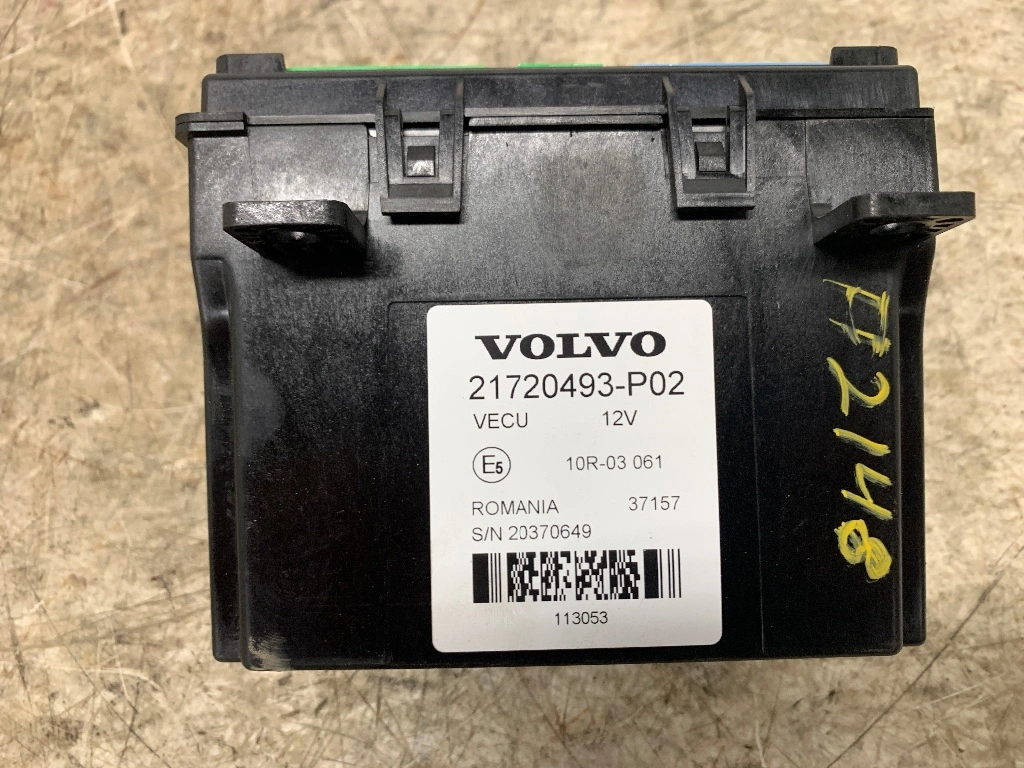 VOLVO
21720493-P02
VECU 12V
E5 10R-03 061
ROMANIA 37157
S/N 20370649
113053
A2148